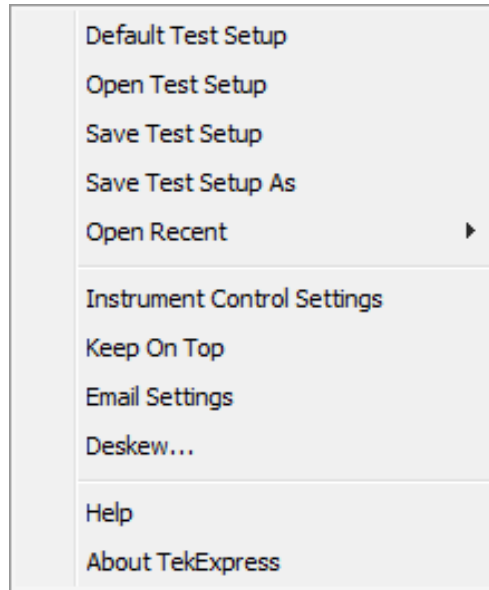 Default Test Setup
Open Test Setup
Save Test Setup
Save Test Setup As
Open Recent
Instrument Control Settings
Keep On Top
Email Settings
Deskew...
Help
About TekExpress